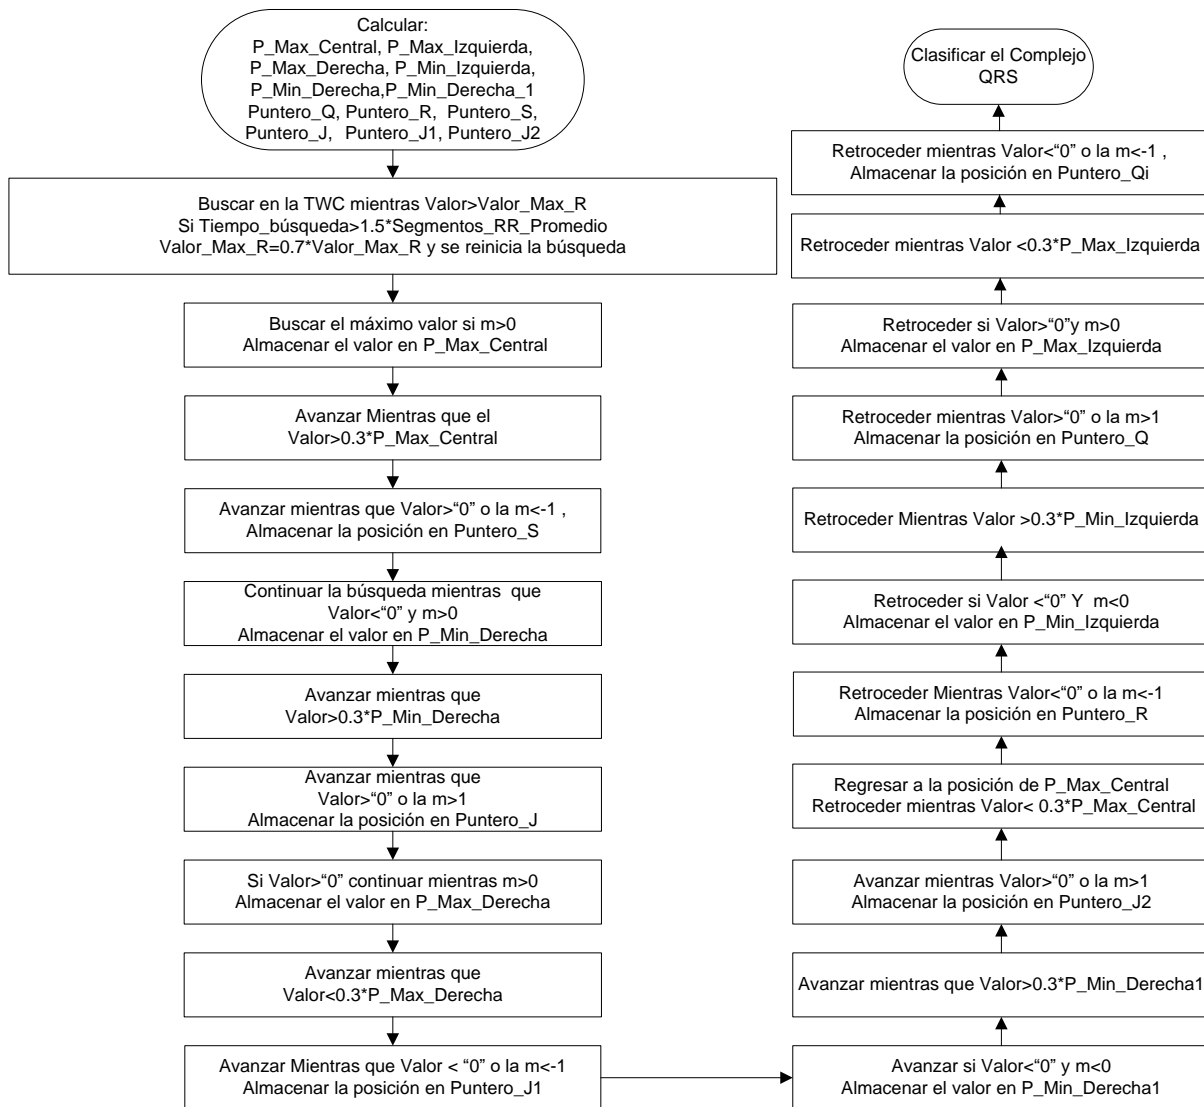 Calcular:
P_Max_Central, P_Max_Izquierda,
P_Max_Derecha, P_Min_Izquierda,
P_Min_Derecha,P_Min_Derecha_1
Puntero_Q, Puntero_R, Puntero_S,
Puntero_J, Puntero_J1, Puntero_J2
Buscar en la TWC mientras Valor>Valor_Max_R
Si Tiempo_búsqueda>1.5*Segmentos_RR_Promedio
Valor_Max_R=0.7*Valor_Max_R y se reinicia la búsqueda
Buscar el máximo valor si m>0
Almacenar el valor en P_Max_Central
Avanzar Mientras que el
Valor>0.3*P_Max_Central
Avanzar mientras que Valor>“0” o la m<-1 ,
Almacenar la posición en Puntero_S
Continuar la búsqueda mientras que
Valor<“0” y m>0
Almacenar el valor en P_Min_Derecha
Avanzar mientras que
Valor>0.3*P_Min_Derecha
Avanzar mientras que
Valor>“0” o la m>1
Almacenar la posición en Puntero_J
Si Valor>“0” continuar mientras m>0
Almacenar el valor en P_Max_Derecha
Avanzar mientras que
Valor<0.3*P_Max_Derecha
Avanzar Mientras que Valor < “0” o la m<-1
Almacenar la posición en Puntero_J1
Avanzar si Valor<“0” y m<0
Almacenar el valor en P_Min_Derecha1
Avanzar mientras que Valor>0.3*P_Min_Derecha1
Avanzar mientras Valor>“0” o la m>1
Almacenar la posición en Puntero_J2
Regresar a la posición de P_Max_Central
Retroceder mientras Valor< 0.3*P_Max_Central
Retroceder Mientras Valor<“0” o la m<-1
Almacenar la posición en Puntero_R
Retroceder si Valor <“0” Y m<0
Almacenar el valor en P_Min_Izquierda
Retroceder Mientras Valor >0.3*P_Min_Izquierda
Retroceder mientras Valor>“0” o la m>1
Almacenar la posición en Puntero_Q
Retroceder si Valor>“0”y m>0
Almacenar el valor en P_Max_Izquierda
Retroceder mientras Valor <0.3*P_Max_Izquierda
Retroceder mientras Valor<“0” o la m<-1 ,
Almacenar la posición en Puntero_Qi
Clasificar el Complejo
QRS